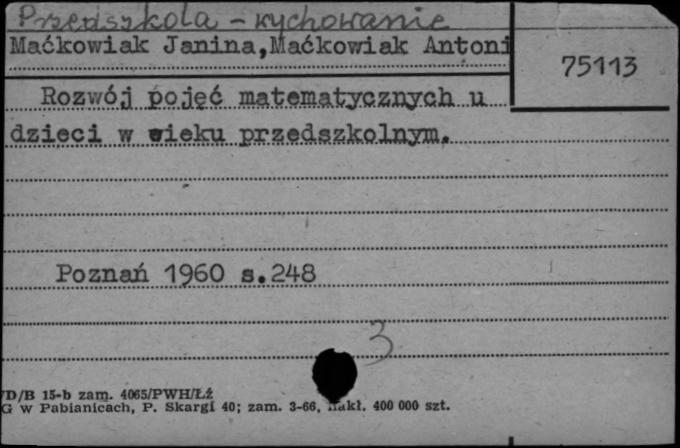 Przedszkola - wychowanie
Maćkowiak Janina,Maćkowiak Antoni
75113
Rozwój pojęć matematycznych u
dzieci w wieku przedszkolnym.
Poznań 1960 s.248
3
D/B 15-b zam. 4065/PWH/Łź
G w Pabianicach, P. Skargi 40; zam. 3-66, nakł. 400 000 szt.